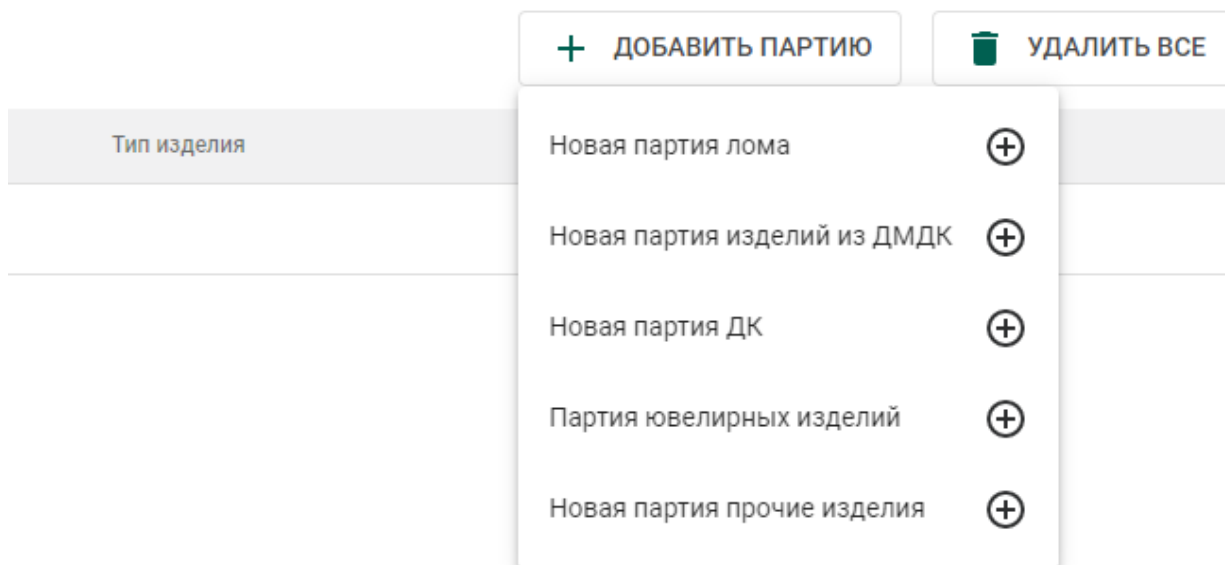 ДОБАВИТЬ ПАРТИЮ
УДАЛИТЬ ВСЕ
Тип изделия
Новая партия лома
Новая партия изделий из ДМДК
Новая партия ДК
Партия ювелирных изделий
Новая партия прочие изделия